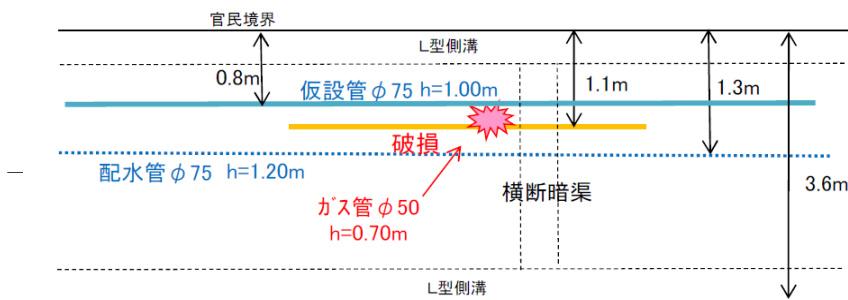 官民境界
L型側溝
0.8m
1.1m
1.3m
仮設管φ75 h=1.00m
破損
配水管φ75 h=1.20m
ｶﾞｽ管φ50
h=0.70m
横断暗渠
3.6m
L型側溝